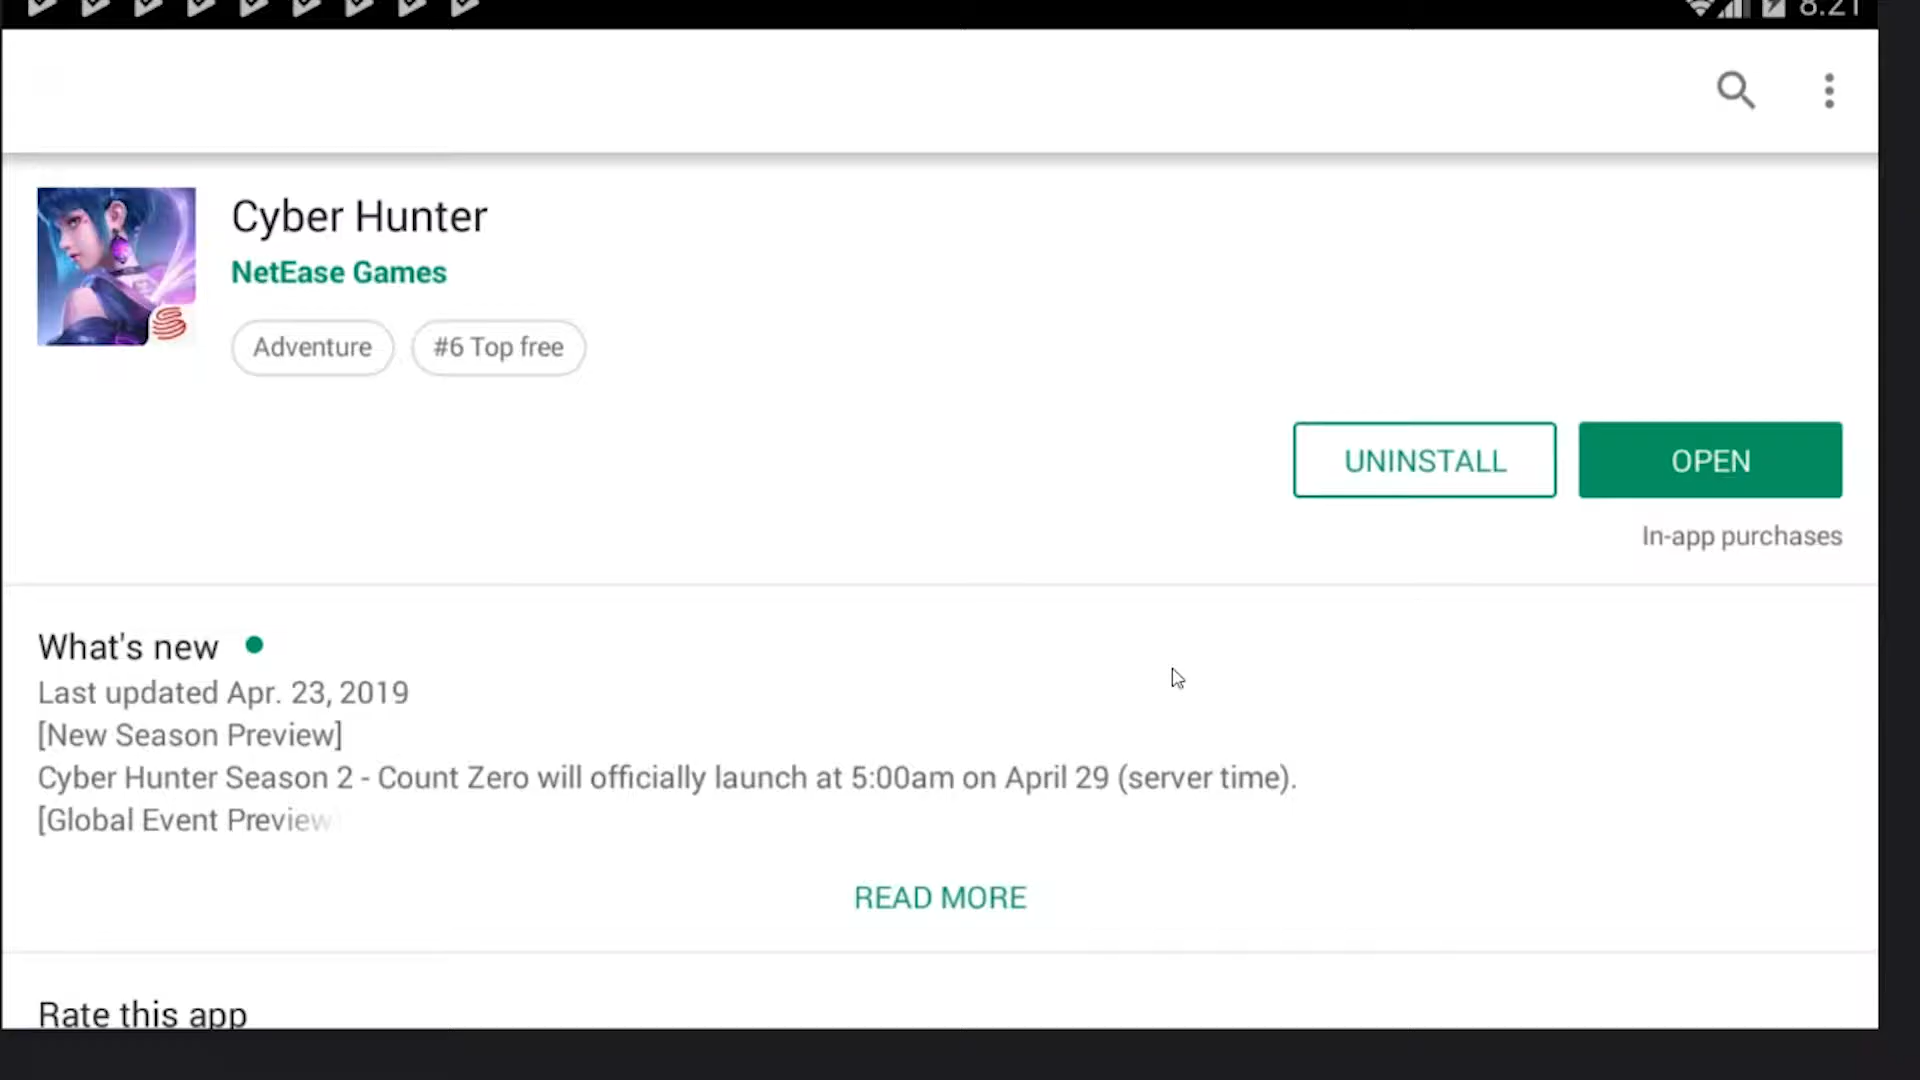 8:21
Cyber Hunter
NetEase Games
Adventure
#6 Top free
UNINSTALL
OPEN
In-app purchases
What's new
Last updated Apr. 23, 2019
[New Season Preview]
Cyber Hunter Season 2 - Count Zero will officially launch at 5:00am on April 29 (server time).
[Global Event Preview
READ MORE
Rate this app